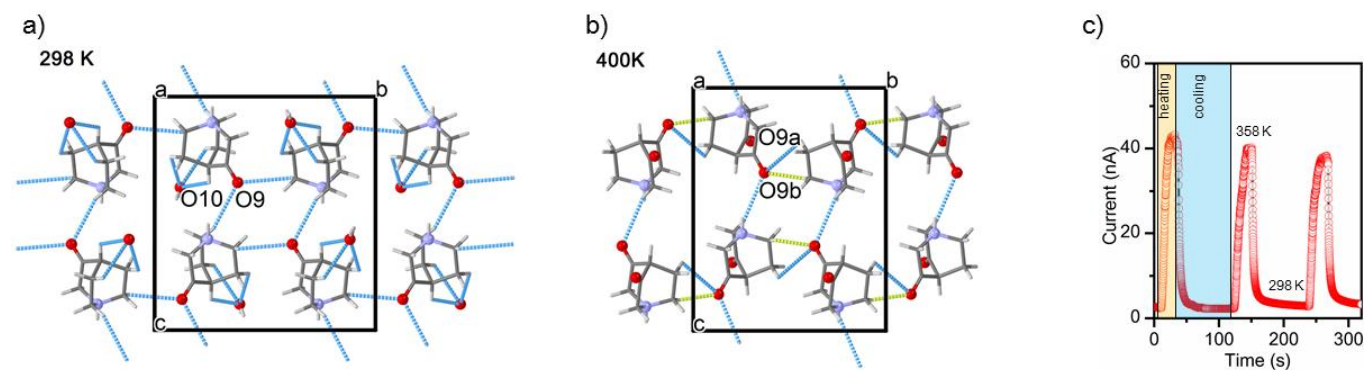 a)
298 K
a
b
O10
O9
c
b)
400K
a
b
O9a
O9b
c
c)
60
40
20
0
Current (nA)
heating
cooling
358 K
298 K
0
100
200
300
Time (s)